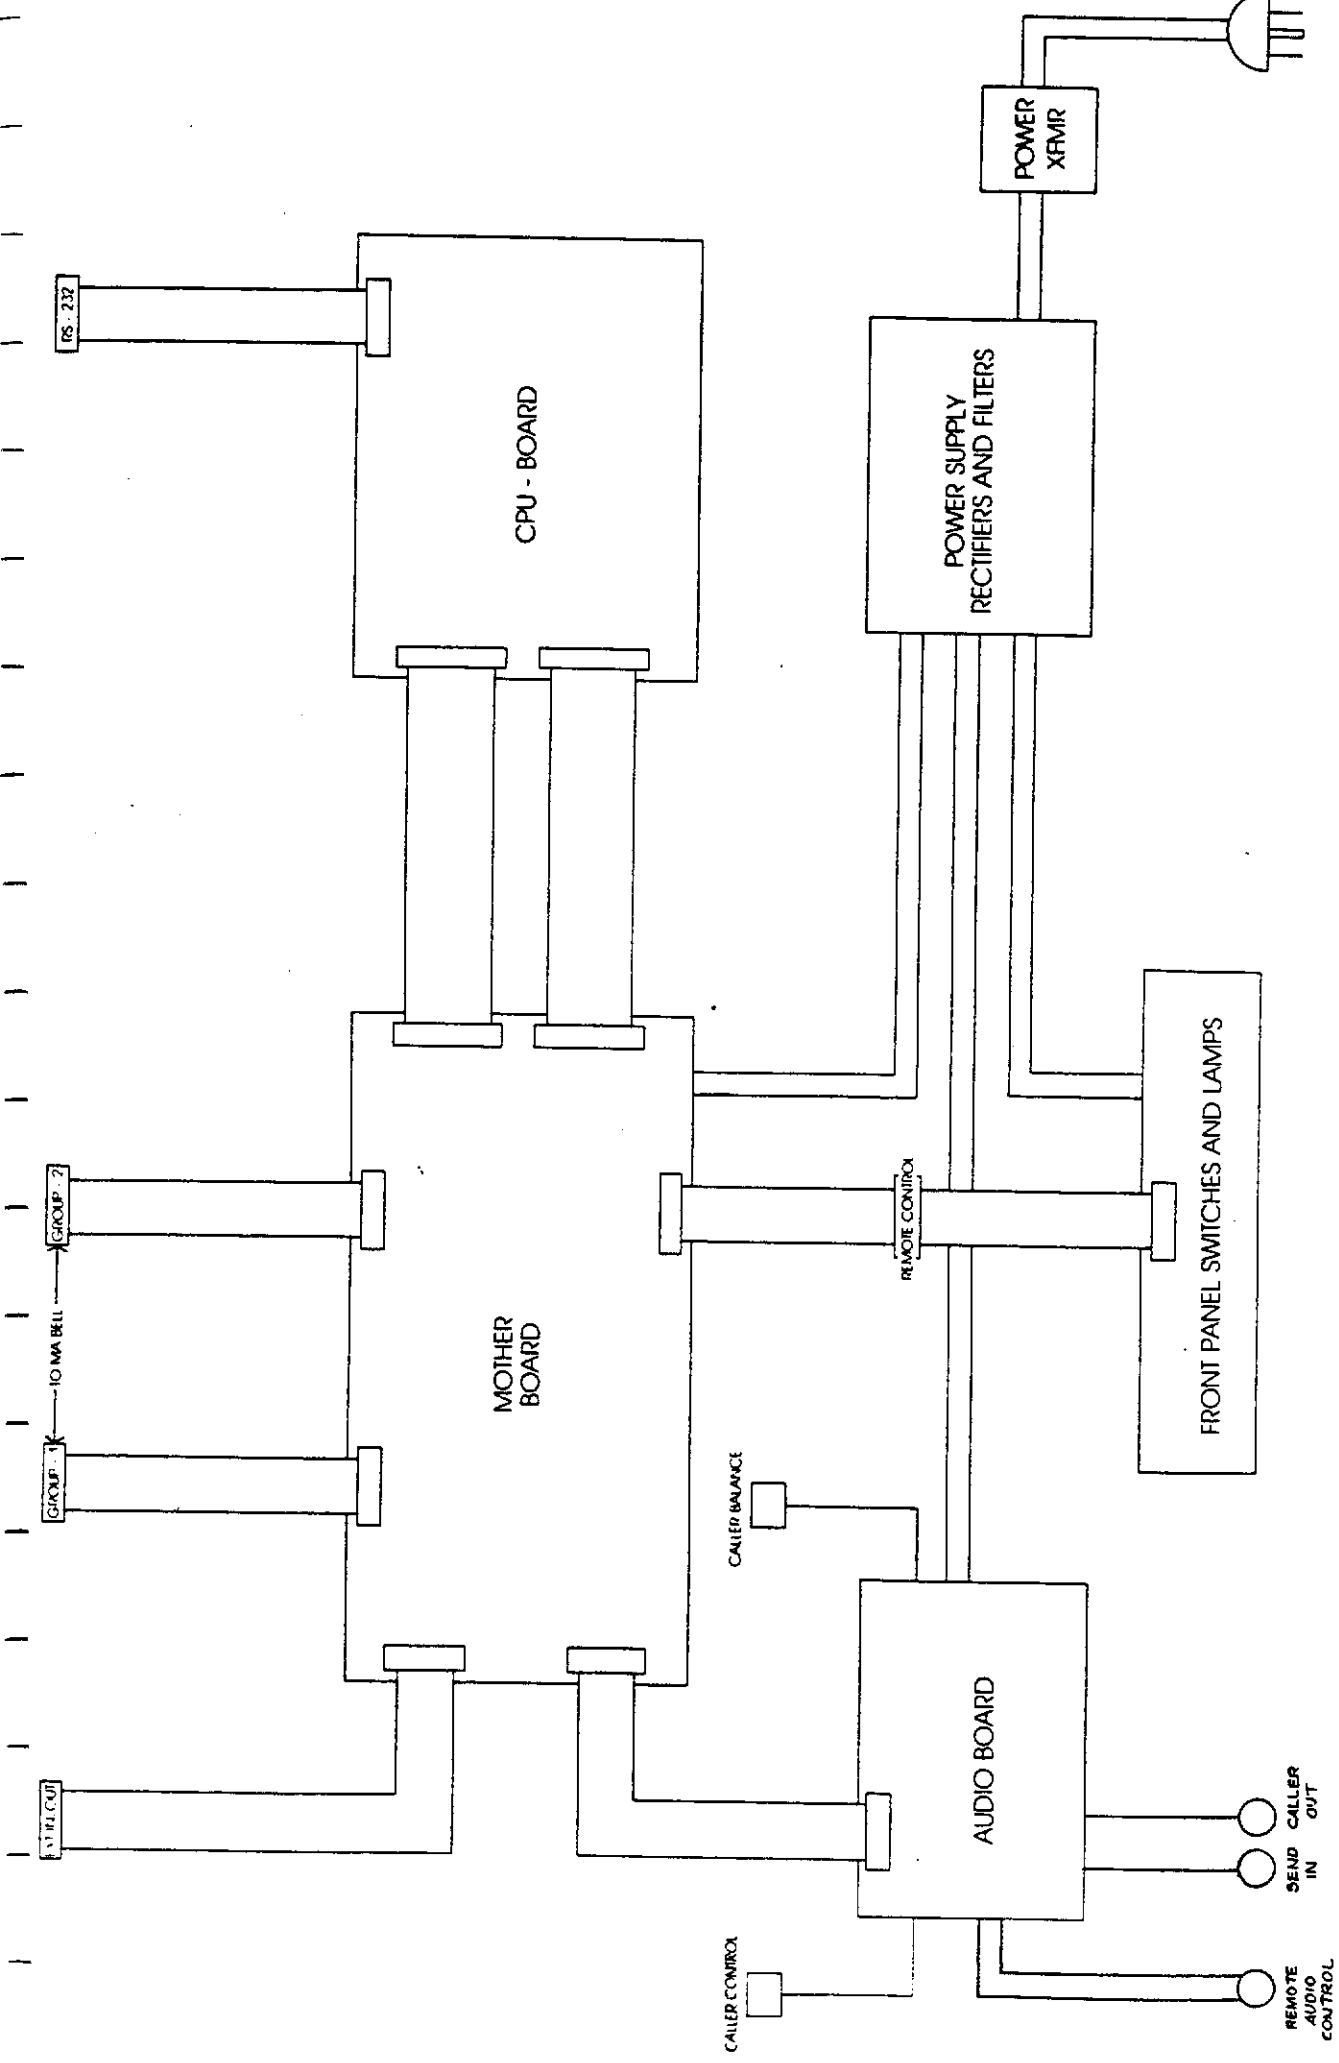 RS - 232
GROUP - 2
TO MA BELL
GROUP - 1
CPU - BOARD
MOTHER
BOARD
POWER
XFMR
POWER SUPPLY
RECTIFIERS AND FILTERS
REMOTE CONTROL
FRONT PANEL SWITCHES AND LAMPS
CALLER BALANCE
AUDIO BOARD
CALLER CONTROL
CALLER
OUT
SEND
IN
REMOTE
AUDIO
CONTROL